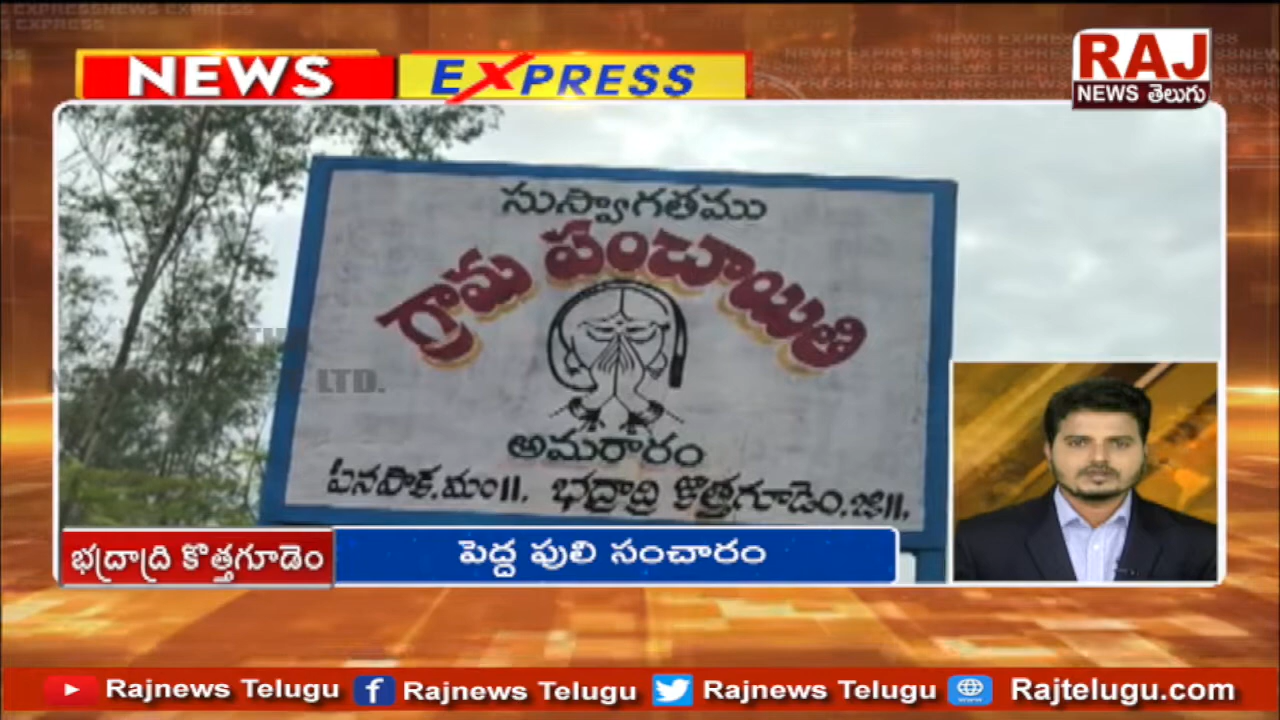 NEWS EXPRESS
RAJ
NEWS తెలుగు
సుస్వాగతము
గ్రామ పంచాయితి
అమరారం
పినపాక.మం॥. భద్రాద్రి కొత్తగూడెం.జి॥.
LTD.
భద్రాద్రి కొత్తగూడెం
పెద్ద పులి సంచారం
Rajnews Telugu
Rajnews Telugu
Rajnews Telugu
Rajtelugu.com